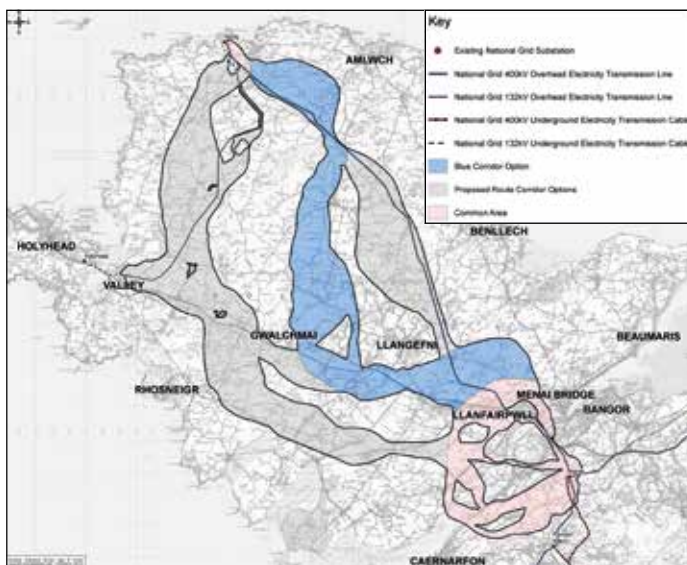 Key
Existing National Grid Substation
National Grid 400kV Overhead Electricity Transmission Line
National Grid 132kV Overhead Electricity Transmission Line
National Grid 400kV Underground Electricity Transmission Cable
National Grid 132kV Underground Electricity Transmission Cable
Blue Corridor Option
Proposed Route Corridor Options
Common Area
AMLWCH
BENLLECH
HOLYHEAD
VALLEY
GWALCHMAI
LLANGEFNI
BEAUMARIS
RHOSNEIGR
MENAI BRIDGE
LLANFAIRPWLL
BANGOR
CAERNARFON